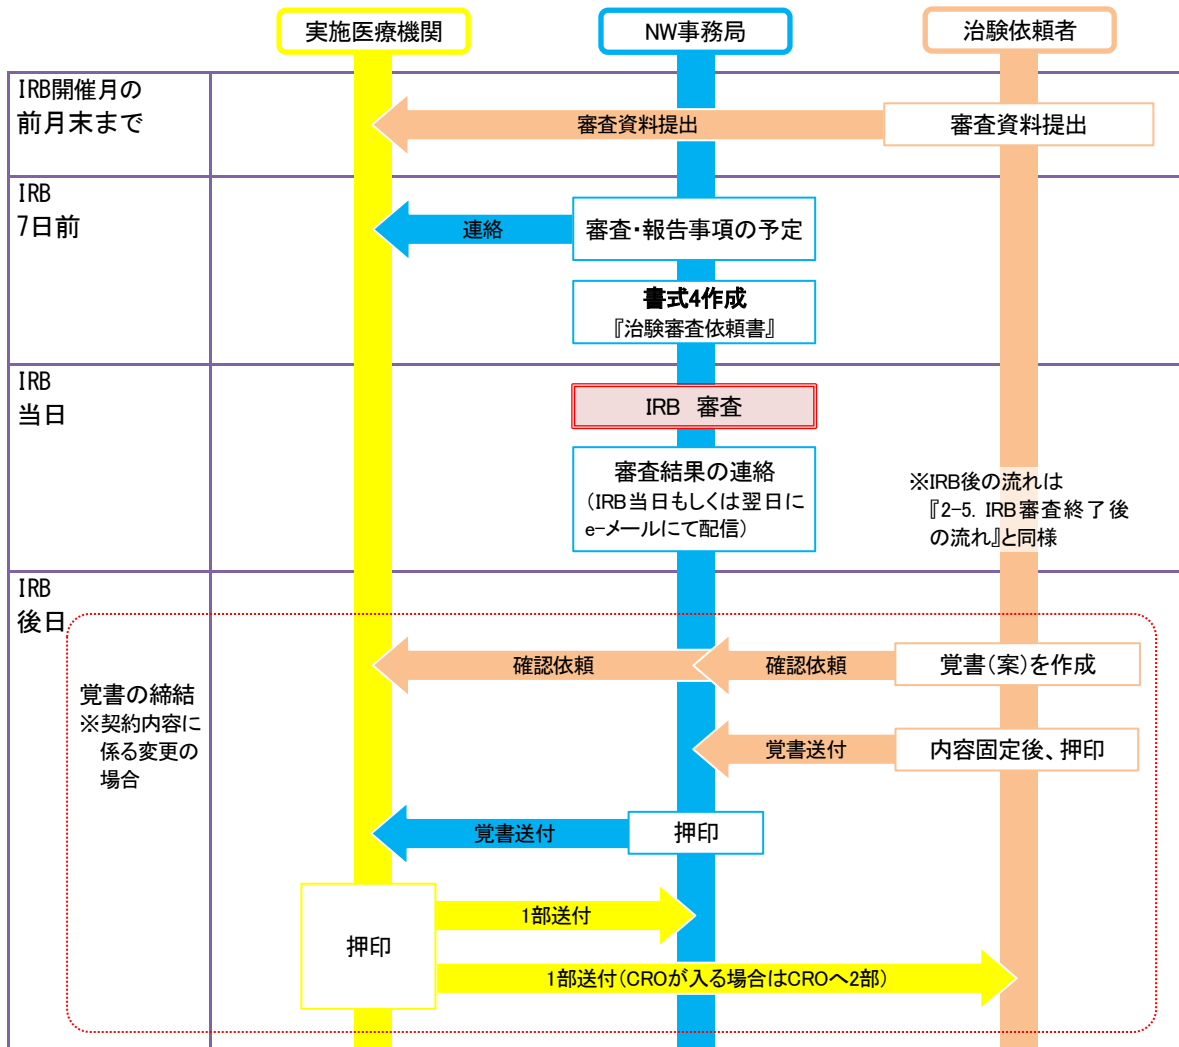 実施医療機関
NW事務局
治験依頼者
IRB開催月の
前月末まで
審査資料提出
審査資料提出
IRB
7日前
連絡
審査・報告事項の予定
書式4作成
『治験審査依頼書』
IRB
当日
IRB 審査
審査結果の連絡
（IRB当日もしくは翌日に
e-メールにて配信）
※IRB後の流れは
『2-5. IRB審査終了後
の流れ』と同様
IRB
後日
覚書の締結
※契約内容に
係る変更の
場合
確認依頼
確認依頼
覚書（案）を作成
覚書送付
内容固定後、押印
覚書送付
押印
押印
1部送付
1部送付（CROが入る場合はCROへ2部）